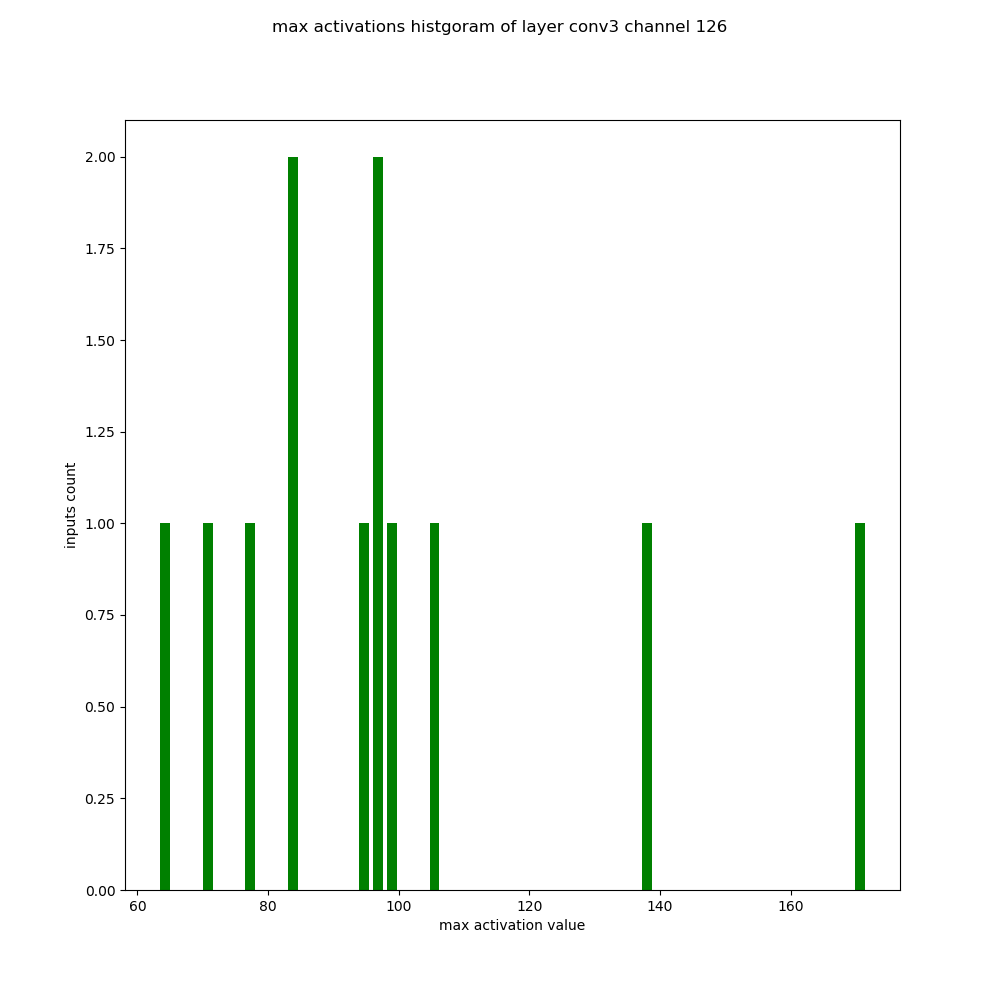 max activations histgoram of layer conv3 channel 126
2.00
1.75
1.50
1.25
1.00
0.75
0.50
0.25
0.00
inputs count
60 80 100 120 140 160
max activation value